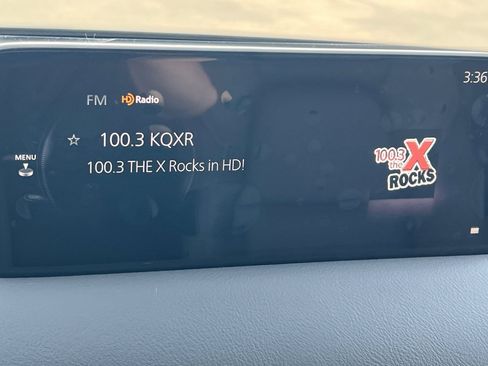 3:36
FM HD Radio
☆ 100.3 KQXR
MENU
100.3 THE X Rocks in HD!
100.3
the X
ROCKS